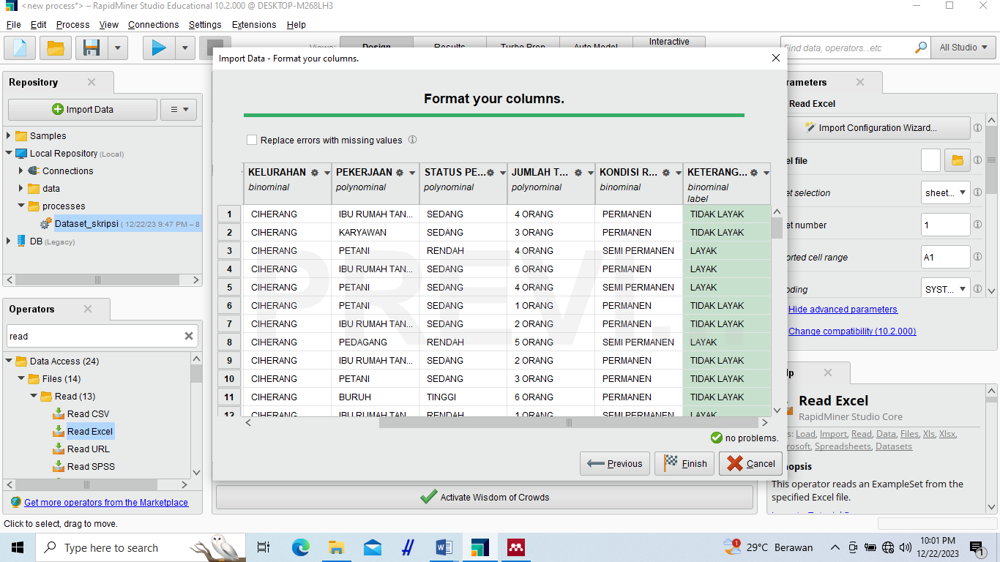 <new process*> – RapidMiner Studio Educational 10.2.000 @ DESKTOP-M268LH3
File Edit Process View Connections Settings Extensions Help
Views: Design Results Turbo Prep Auto Model Interactive
Find data, operators...etc
All Studio
Repository
Import Data
Samples
Local Repository (Local)
Connections
data
processes
Dataset_skripsi ( 12/22/23 9:47 PM – 8
DB (Legacy)
Operators
read
Data Access (24)
Files (14)
Read (13)
Read CSV
Read Excel
Read URL
Read SPSS
Get more operators from the Marketplace
Click to select, drag to move.
Import Data - Format your columns.
Format your columns.
Replace errors with missing values
KELURAHAN PEKERJAAN STATUS PE... JUMLAH T... KONDISI R... KETERANG...
binominal polynominal polynominal polynominal binominal binominal
label
1 CIHERANG IBU RUMAH TAN... SEDANG 4 ORANG PERMANEN TIDAK LAYAK
2 CIHERANG KARYAWAN SEDANG 3 ORANG PERMANEN TIDAK LAYAK
3 CIHERANG PETANI RENDAH 4 ORANG SEMI PERMANEN LAYAK
4 CIHERANG IBU RUMAH TAN... SEDANG 6 ORANG PERMANEN LAYAK
5 CIHERANG PETANI SEDANG 4 ORANG SEMI PERMANEN LAYAK
6 CIHERANG PETANI SEDANG 1 ORANG PERMANEN TIDAK LAYAK
7 CIHERANG IBU RUMAH TAN... SEDANG 2 ORANG PERMANEN TIDAK LAYAK
8 CIHERANG PEDAGANG RENDAH 5 ORANG SEMI PERMANEN LAYAK
9 CIHERANG IBU RUMAH TAN... SEDANG 2 ORANG PERMANEN TIDAK LAYAK
10 CIHERANG PETANI SEDANG 3 ORANG PERMANEN TIDAK LAYAK
11 CIHERANG BURUH TINGGI 6 ORANG PERMANEN TIDAK LAYAK
12 CIHERANG IBU RUMAH TAN... RENDAH 1 ORANG SEMI PERMANEN LAYAK
no problems.
Previous Finish Cancel
Activate Wisdom of Crowds
rameters
Read Excel
Import Configuration Wizard...
el file
et selection sheet...
et number 1
orted cell range A1
oding SYST...
Hide advanced parameters
Change compatibility (10.2.000)
lp
Read Excel
RapidMiner Studio Core
s: Load, Import, Read, Data, Files, Xls, Xlsx,
rosoft, Spreadsheets, Datasets
nopsis
This operator reads an ExampleSet from the
specified Excel file.
Type here to search
1
29°C Berawan
10:01 PM
12/22/2023
1